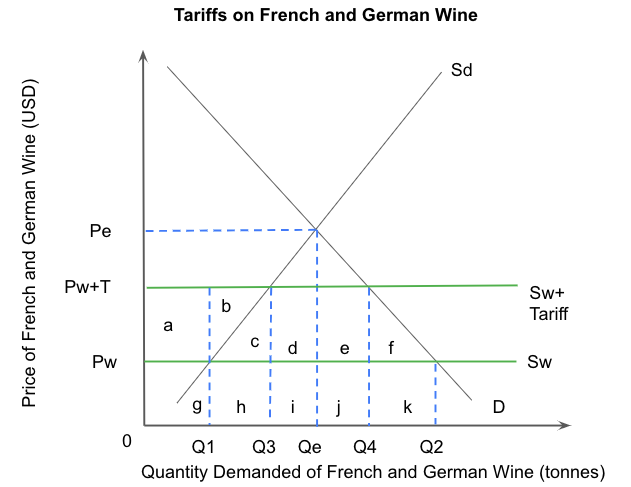 Tariffs on French and German Wine
Price of French and German Wine (USD)
Sd
Pe
Pw+T
Sw+
Tariff
b
a
c
d
e
f
Pw
Sw
g
h
i
j
k
D
0
Q1
Q3
Qe
Q4
Q2
Quantity Demanded of French and German Wine (tonnes)